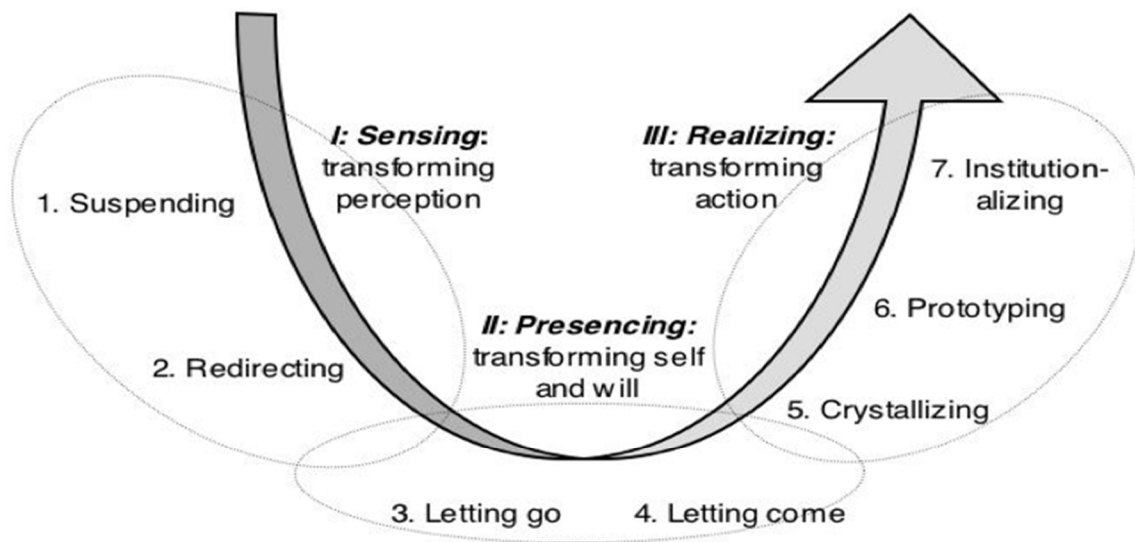 I: Sensing:
transforming
perception
III: Realizing:
transforming
action
1. Suspending
7. Institution-
alizing
2. Redirecting
II: Presencing:
transforming self
and will
6. Prototyping
5. Crystallizing
3. Letting go
4. Letting come